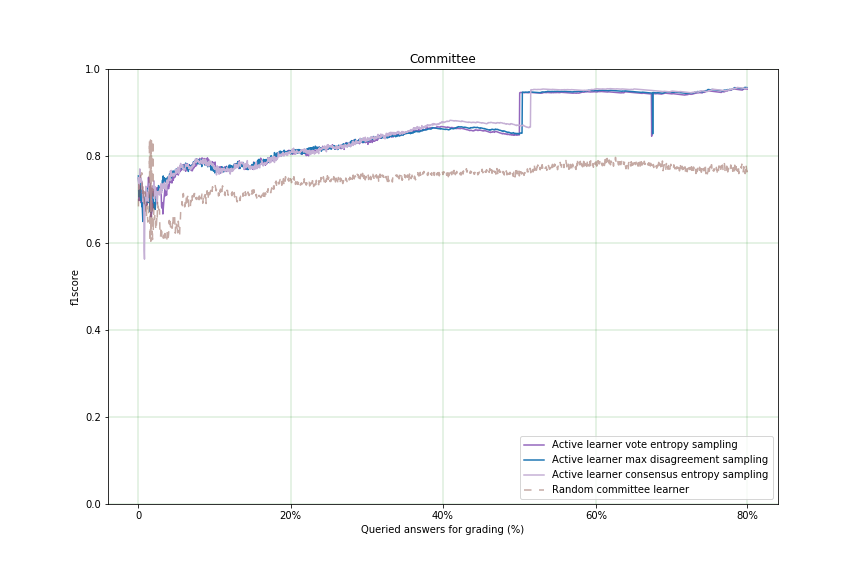 Committee
1.0
0.8
0.6
0.4
0.2
0.0
f1score
0
20%
40%
60%
80%
Queried answers for grading (%)
Active learner vote entropy sampling
Active learner max disagreement sampling
Active learner consensus entropy sampling
Random committee learner